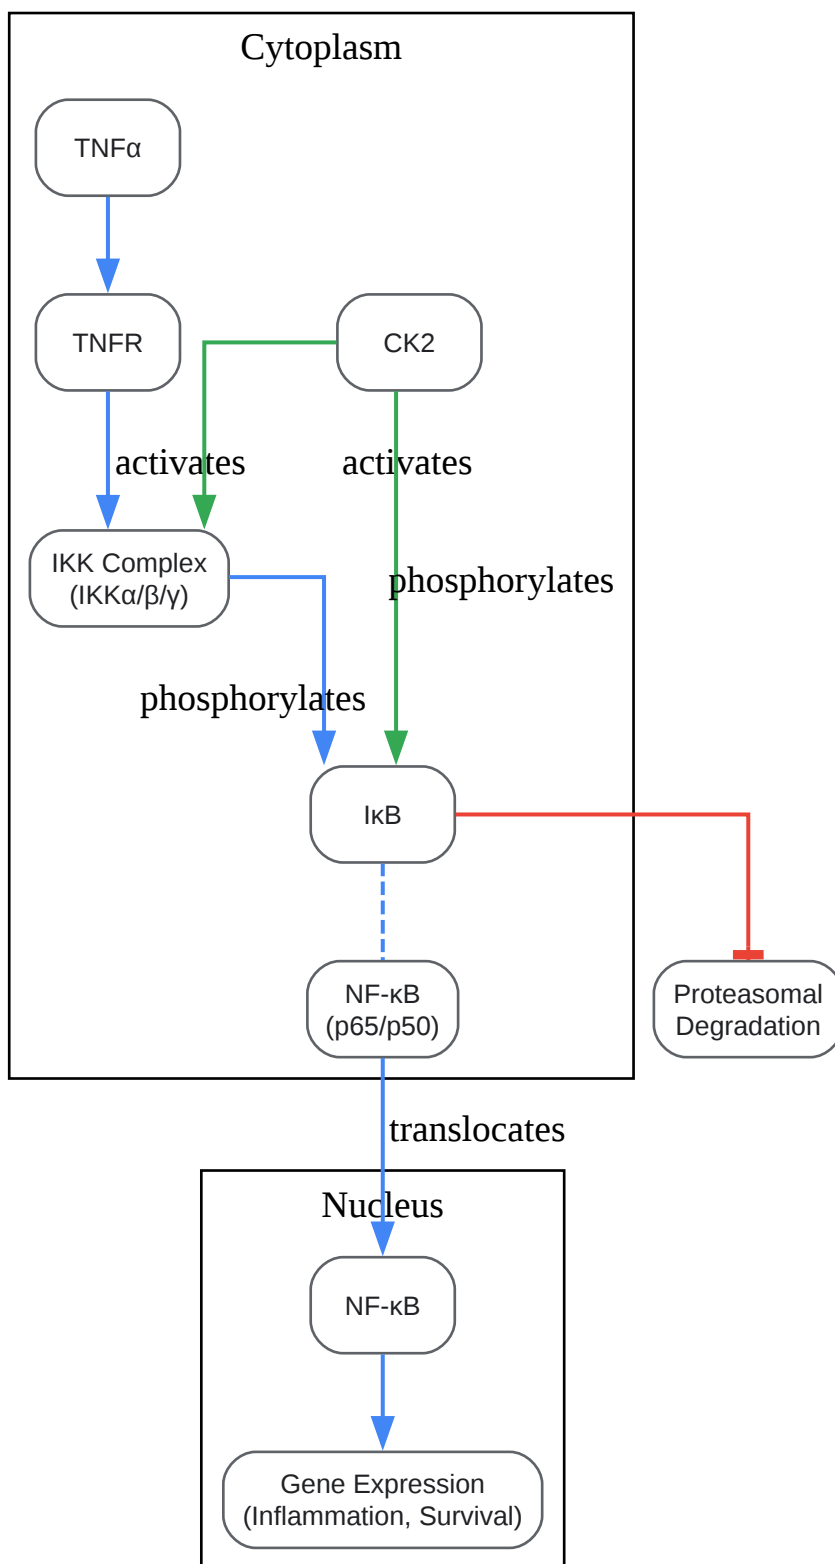 Cytoplasm
TNFα
TNFR
CK2
activates
activates
IKK Complex
(IKKα/β/γ)
phosphorylates
phosphorylates
IκB
NF-κB
(p65/p50)
Proteasomal
Degradation
translocates
Nucleus
NF-κB
Gene Expression
(Inflammation, Survival)